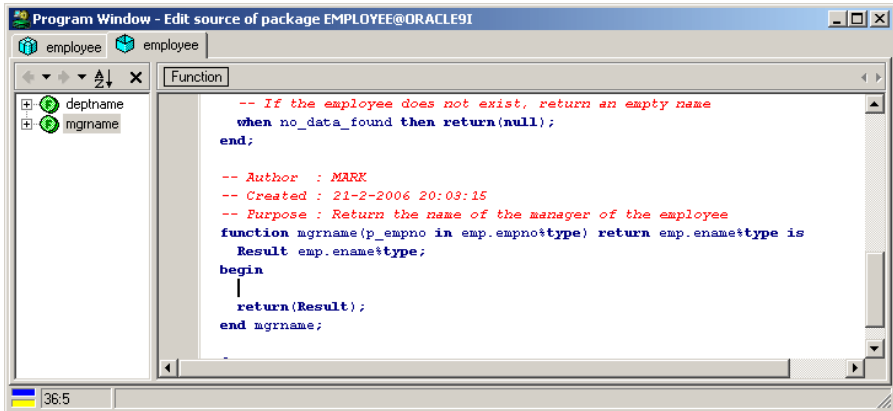 Program Window - Edit source of package EMPLOYEE@ORACLE9I
employee employee
Function
deptname
mgrname
-- If the employee does not exist, return an empty name
when no_data_found then return(null);
end;
-- Author : MARK
-- Created : 21-2-2006 20:03:15
-- Purpose : Return the name of the manager of the employee
function mgrname(p_empno in emp.empno%type) return emp.ename%type is
Result emp.ename%type;
begin
return(Result);
end mgrname;
36:5